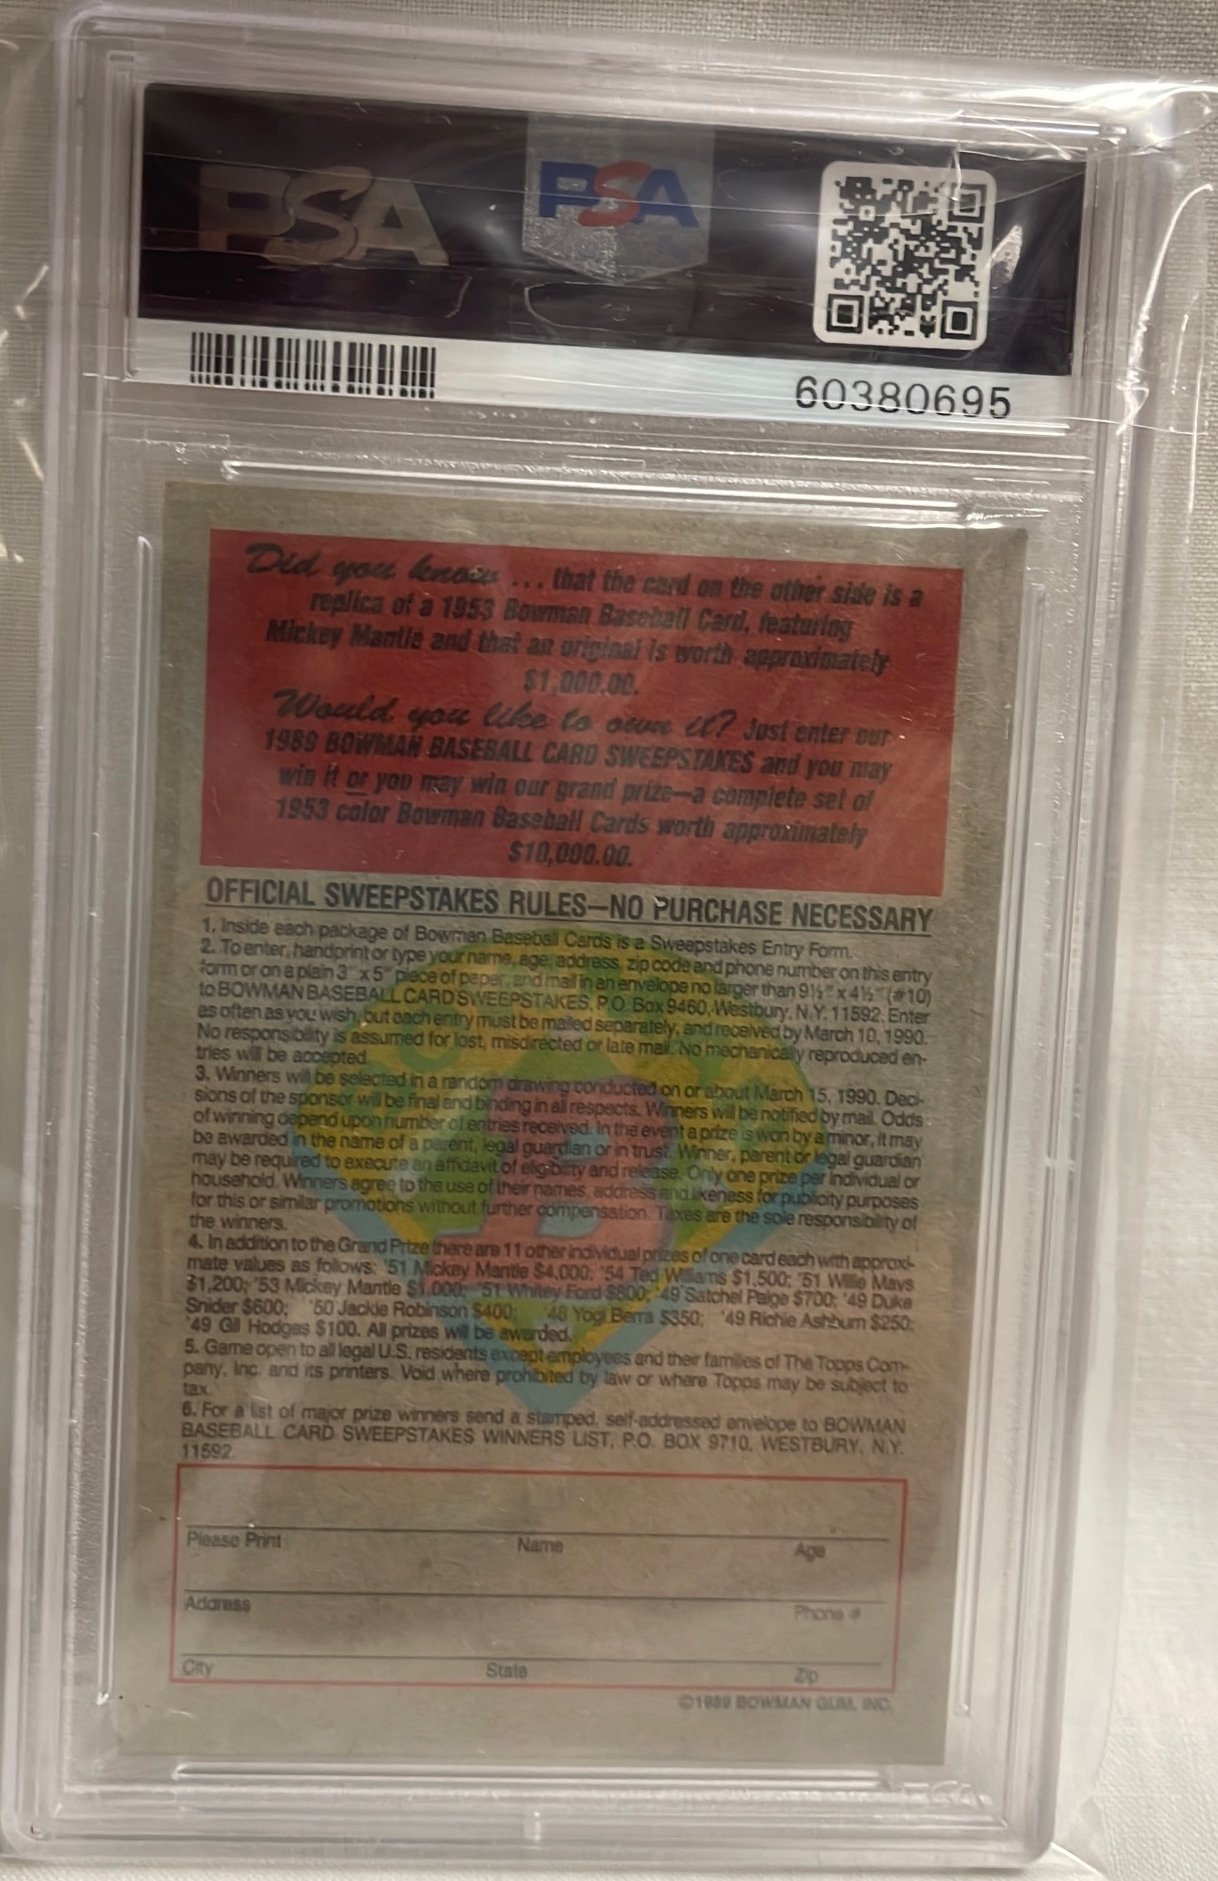 PSA PSA
60380695
Did you know ... that the card on the other side is a
replica of a 1953 Bowman Baseball Card, featuring
Mickey Mantle and that an original is worth approximately
$1,000.00.
Would you like to own it? Just enter our
1989 BOWMAN BASEBALL CARD SWEEPSTAKES and you may
win it or you may win our grand prize—a complete set of
1953 color Bowman Baseball Cards worth approximately
$10,000.00.
OFFICIAL SWEEPSTAKES RULES—NO PURCHASE NECESSARY
1. Inside each package of Bowman Baseball Cards is a Sweepstakes Entry Form.
2. To enter, handprint or type your name, age, address, zip code and phone number on this entry
form or on a plain 3" x 5" piece of paper, and mail in an envelope no larger than 9½" x 4½" (#10)
to BOWMAN BASEBALL CARD SWEEPSTAKES, P.O. Box 9460, Westbury, N.Y. 11592. Enter
as often as you wish, but each entry must be mailed separately, and received by March 10, 1990.
No responsibility is assumed for lost, misdirected or late mail. No mechanically reproduced en-
tries will be accepted.
3. Winners will be selected in a random drawing conducted on or about March 15, 1990. Deci-
sions of the sponsor will be final and binding in all respects. Winners will be notified by mail. Odds
of winning depend upon number of entries received. In the event a prize is won by a minor, it may
be awarded in the name of a parent, legal guardian or in trust. Winner, parent or legal guardian
may be required to execute an affidavit of eligibility and release. Only one prize per individual or
household. Winners agree to the use of their names, address and likeness for publicity purposes
for this or similar promotions without further compensation. Taxes are the sole responsibility of
the winners.
4. In addition to the Grand Prize there are 11 other individual prizes of one card each with approxi-
mate values as follows: '51 Mickey Mantle $4,000; '54 Ted Williams $1,500; '51 Willie Mays
$1,200; '53 Mickey Mantle $1,000; '51 Whitey Ford $800; '49 Satchel Paige $700; '49 Duke
Snider $600; '50 Jackie Robinson $400; '48 Yogi Berra $350; '49 Richie Ashburn $250;
'49 Gil Hodges $100. All prizes will be awarded.
5. Game open to all legal U.S. residents except employees and their families of The Topps Com-
pany, Inc. and its printers. Void where prohibited by law or where Topps may be subject to
tax.
6. For a list of major prize winners send a stamped, self-addressed envelope to BOWMAN
BASEBALL CARD SWEEPSTAKES WINNERS LIST, P.O. BOX 9710, WESTBURY, N.Y.
11592.
Please Print Name Age
Address Phone #
City State Zip
©1989 BOWMAN GUM, INC.